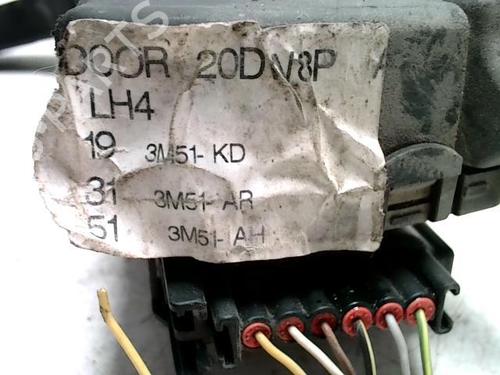 DOOR 20DW8P
LH4
19 3M51-KD
31 3M51-AR
51 3M51-AH